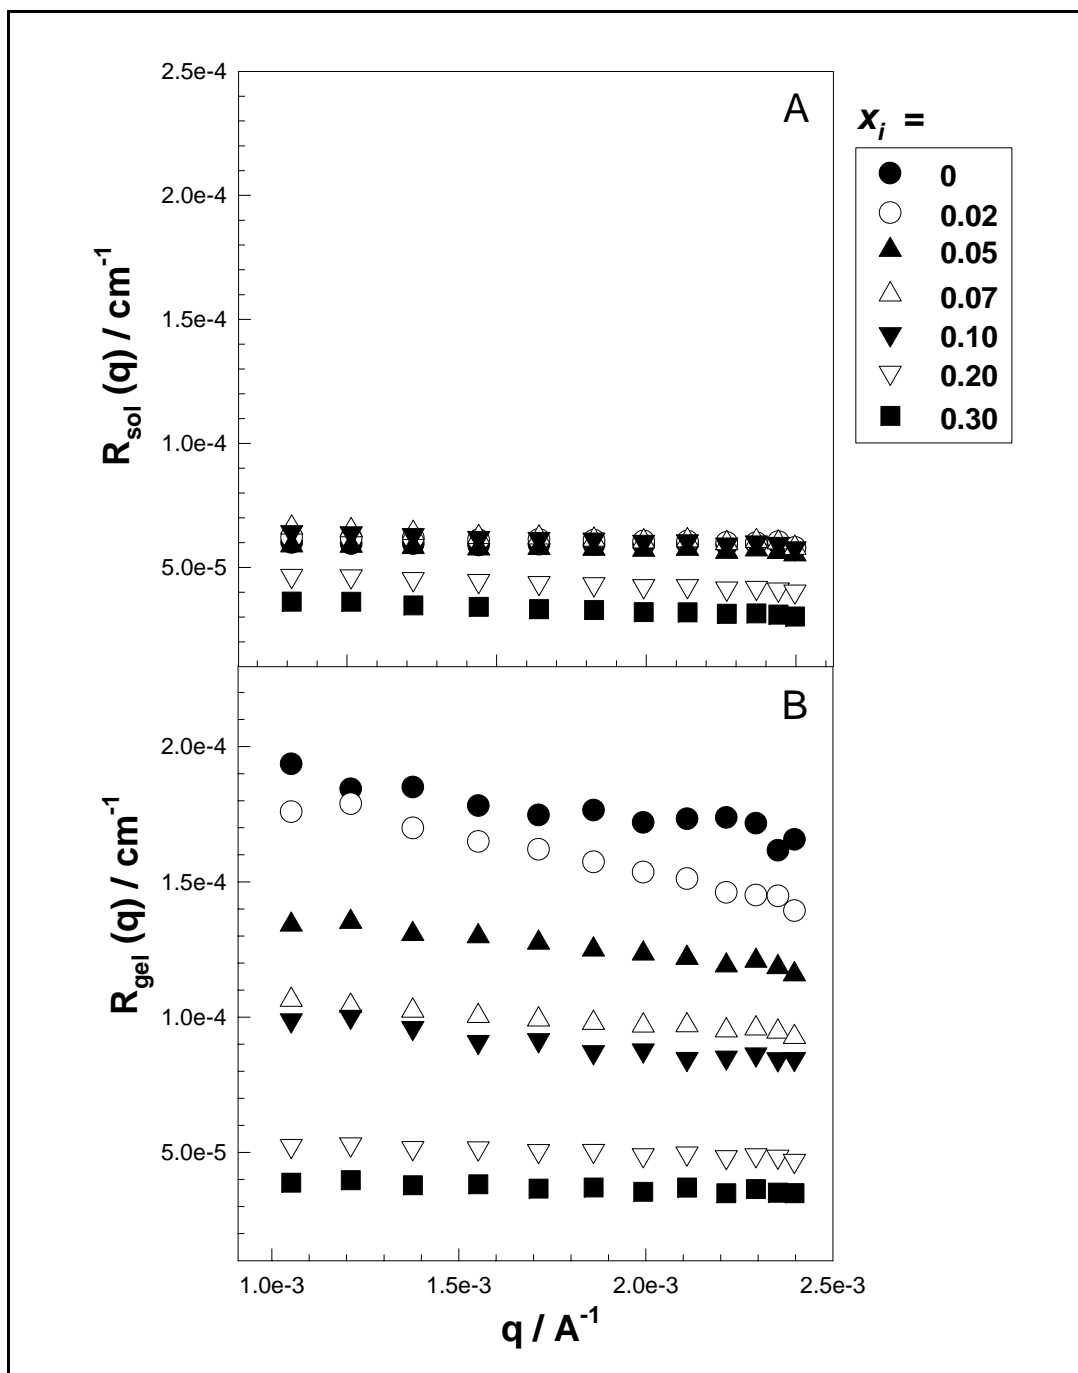 A
x_i =
0
0.02
0.05
0.07
0.10
0.20
0.30
2.5e-4
2.0e-4
1.5e-4
1.0e-4
5.0e-5
R_sol (q) / cm^-1
B
2.0e-4
1.5e-4
1.0e-4
5.0e-5
R_gel (q) / cm^-1
1.0e-3 1.5e-3 2.0e-3 2.5e-3
q / A^-1